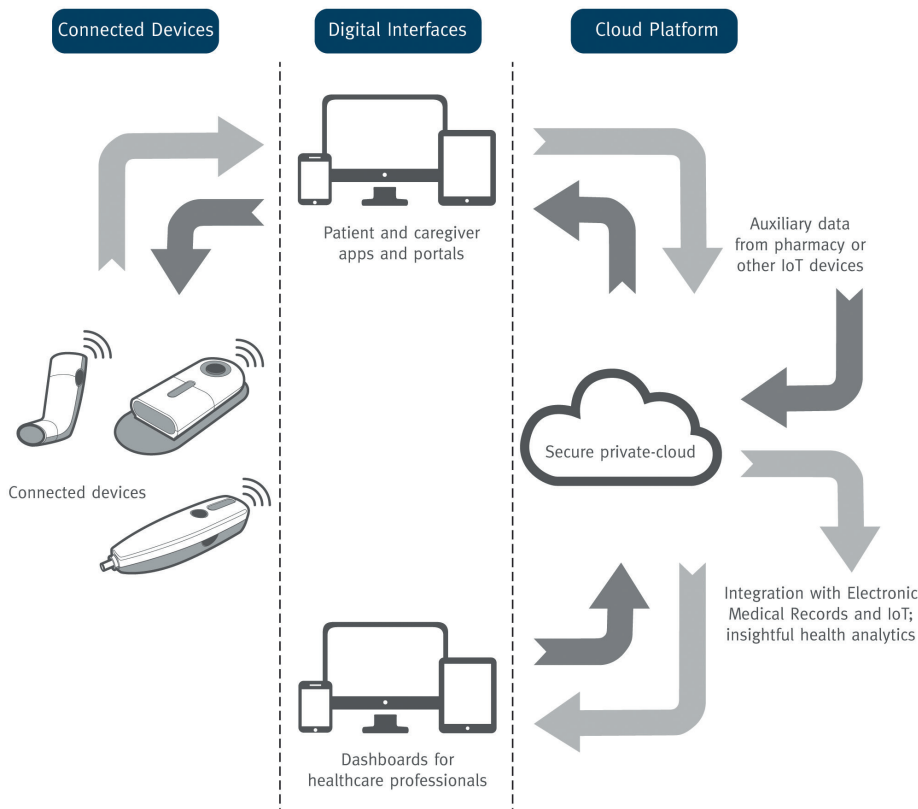 Connected Devices
Digital Interfaces
Cloud Platform
Patient and caregiver
apps and portals
Auxiliary data
from pharmacy or
other IoT devices
Secure private-cloud
Connected devices
Integration with Electronic
Medical Records and IoT;
insightful health analytics
Dashboards for
healthcare professionals